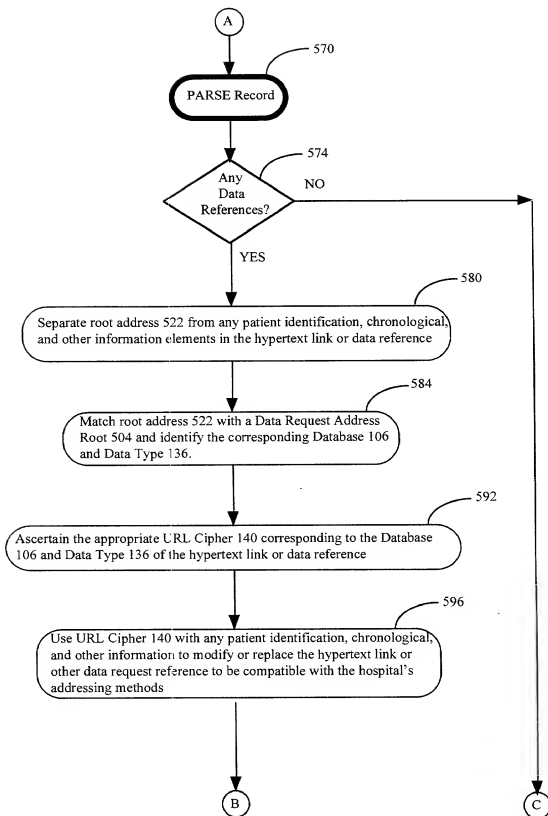 A
570
PARSE Record
574
Any
Data
References?
NO
YES
580
Separate root address 522 from any patient identification, chronological,
and other information elements in the hypertext link or data reference
584
Match root address 522 with a Data Request Address
Root 504 and identify the corresponding Database 106
and Data Type 136.
592
Ascertain the appropriate URL Cipher 140 corresponding to the Database
106 and Data Type 136 of the hypertext link or data reference
596
Use URL Cipher 140 with any patient identification, chronological,
and other information to modify or replace the hypertext link or
other data request reference to be compatible with the hospital's
addressing methods
B
C